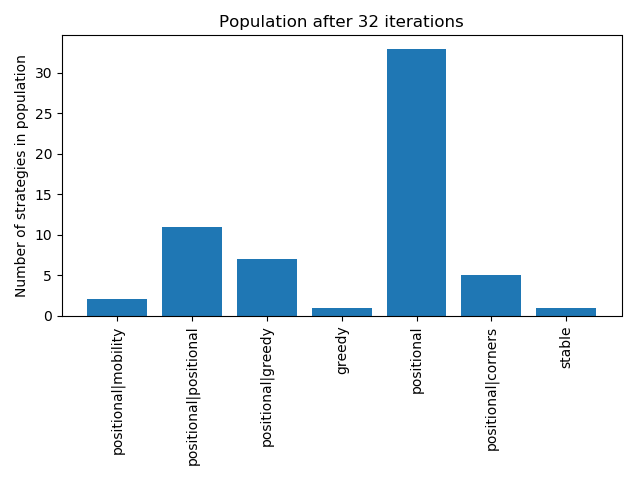 Population after 32 iterations
Number of strategies in population
30
25
20
15
10
5
0
positional|mobility
positional|positional
positional|greedy
greedy
positional
positional|corners
stable